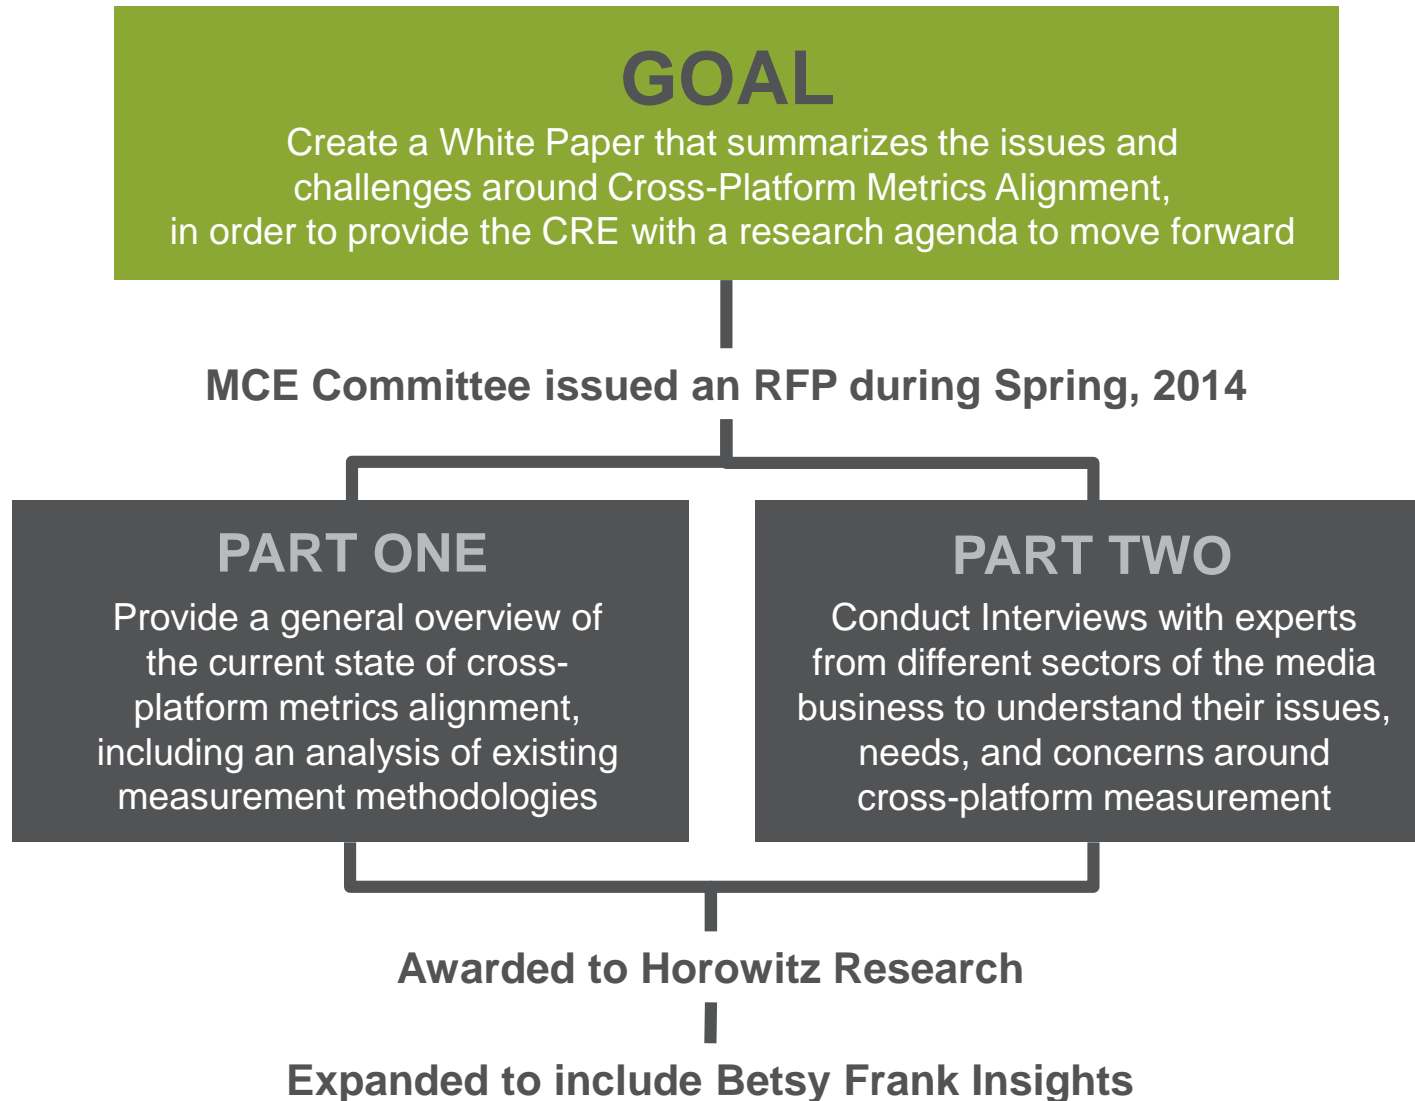 GOAL
Create a White Paper that summarizes the issues and
challenges around Cross-Platform Metrics Alignment,
in order to provide the CRE with a research agenda to move forward
MCE Committee issued an RFP during Spring, 2014
PART ONE
Provide a general overview of
the current state of cross-
platform metrics alignment,
including an analysis of existing
measurement methodologies
PART TWO
Conduct Interviews with experts
from different sectors of the media
business to understand their issues,
needs, and concerns around
cross-platform measurement
Awarded to Horowitz Research
Expanded to include Betsy Frank Insights